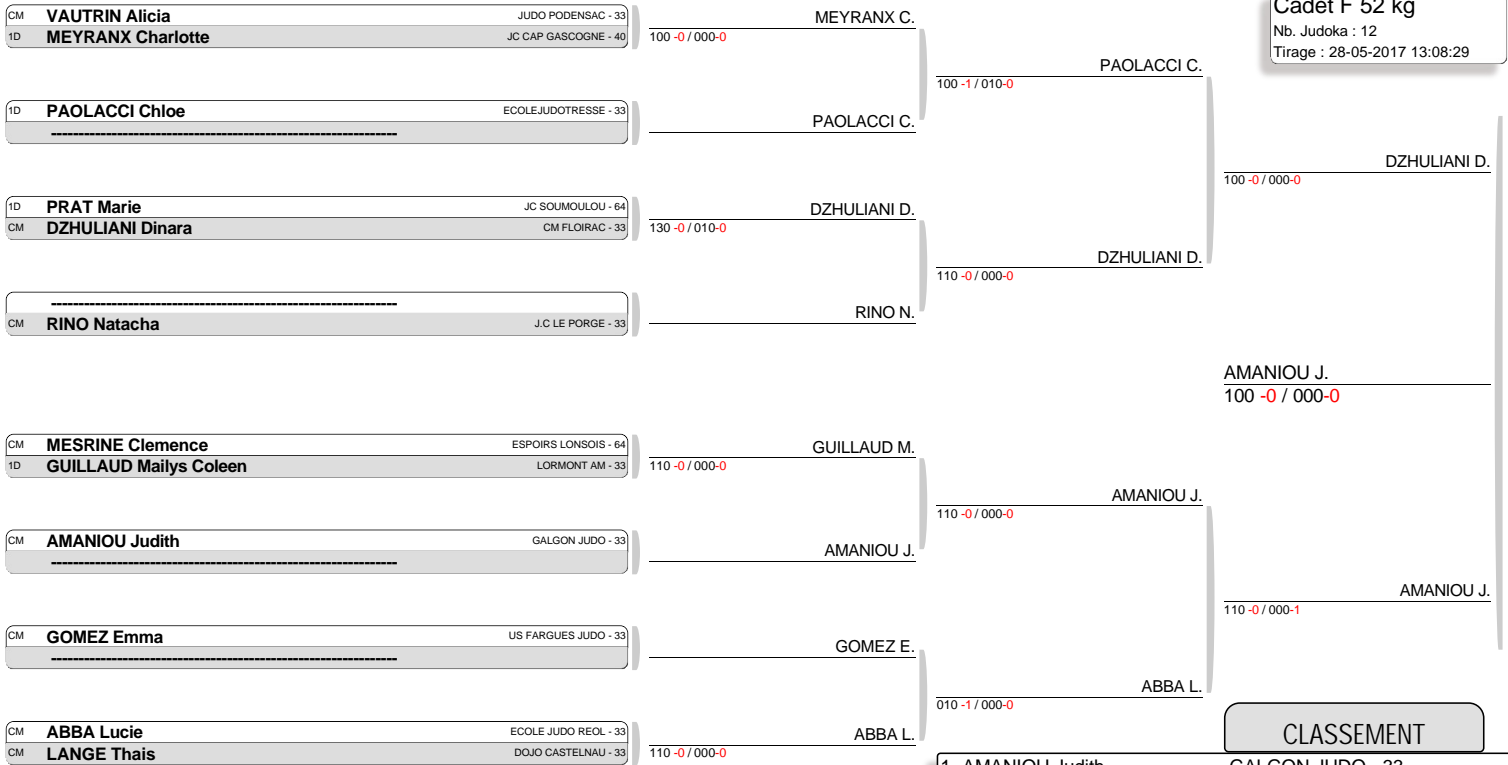 Cadet F 52 kg
Nb. Judoka : 12
Tirage : 28-05-2017 13:08:29
CM VAUTRIN Alicia JUDO PODENSAC - 33
1D MEYRANX Charlotte JC CAP GASCOGNE - 40
MEYRANX C.
100 -0 / 000-0
1D PAOLACCI Chloe ECOLEJUDOTRESSE - 33
----------------------------------------------------------------
PAOLACCI C.
PAOLACCI C.
100 -1 / 010-0
1D PRAT Marie JC SOUMOULOU - 64
CM DZHULIANI Dinara CM FLOIRAC - 33
DZHULIANI D.
130 -0 / 010-0
----------------------------------------------------------------
CM RINO Natacha J.C LE PORGE - 33
RINO N.
DZHULIANI D.
110 -0 / 000-0
DZHULIANI D.
100 -0 / 000-0
AMANIOU J.
100 -0 / 000-0
CM MESRINE Clemence ESPOIRS LONSOIS - 64
1D GUILLAUD Mailys Coleen LORMONT AM - 33
GUILLAUD M.
110 -0 / 000-0
CM AMANIOU Judith GALGON JUDO - 33
----------------------------------------------------------------
AMANIOU J.
AMANIOU J.
110 -0 / 000-0
CM GOMEZ Emma US FARGUES JUDO - 33
----------------------------------------------------------------
GOMEZ E.
CM ABBA Lucie ECOLE JUDO REOL - 33
CM LANGE Thais DOJO CASTELNAU - 33
ABBA L.
110 -0 / 000-0
ABBA L.
010 -1 / 000-0
AMANIOU J.
110 -0 / 000-1
CLASSEMENT
1 AMANIOU Judith GALGON JUDO - 33